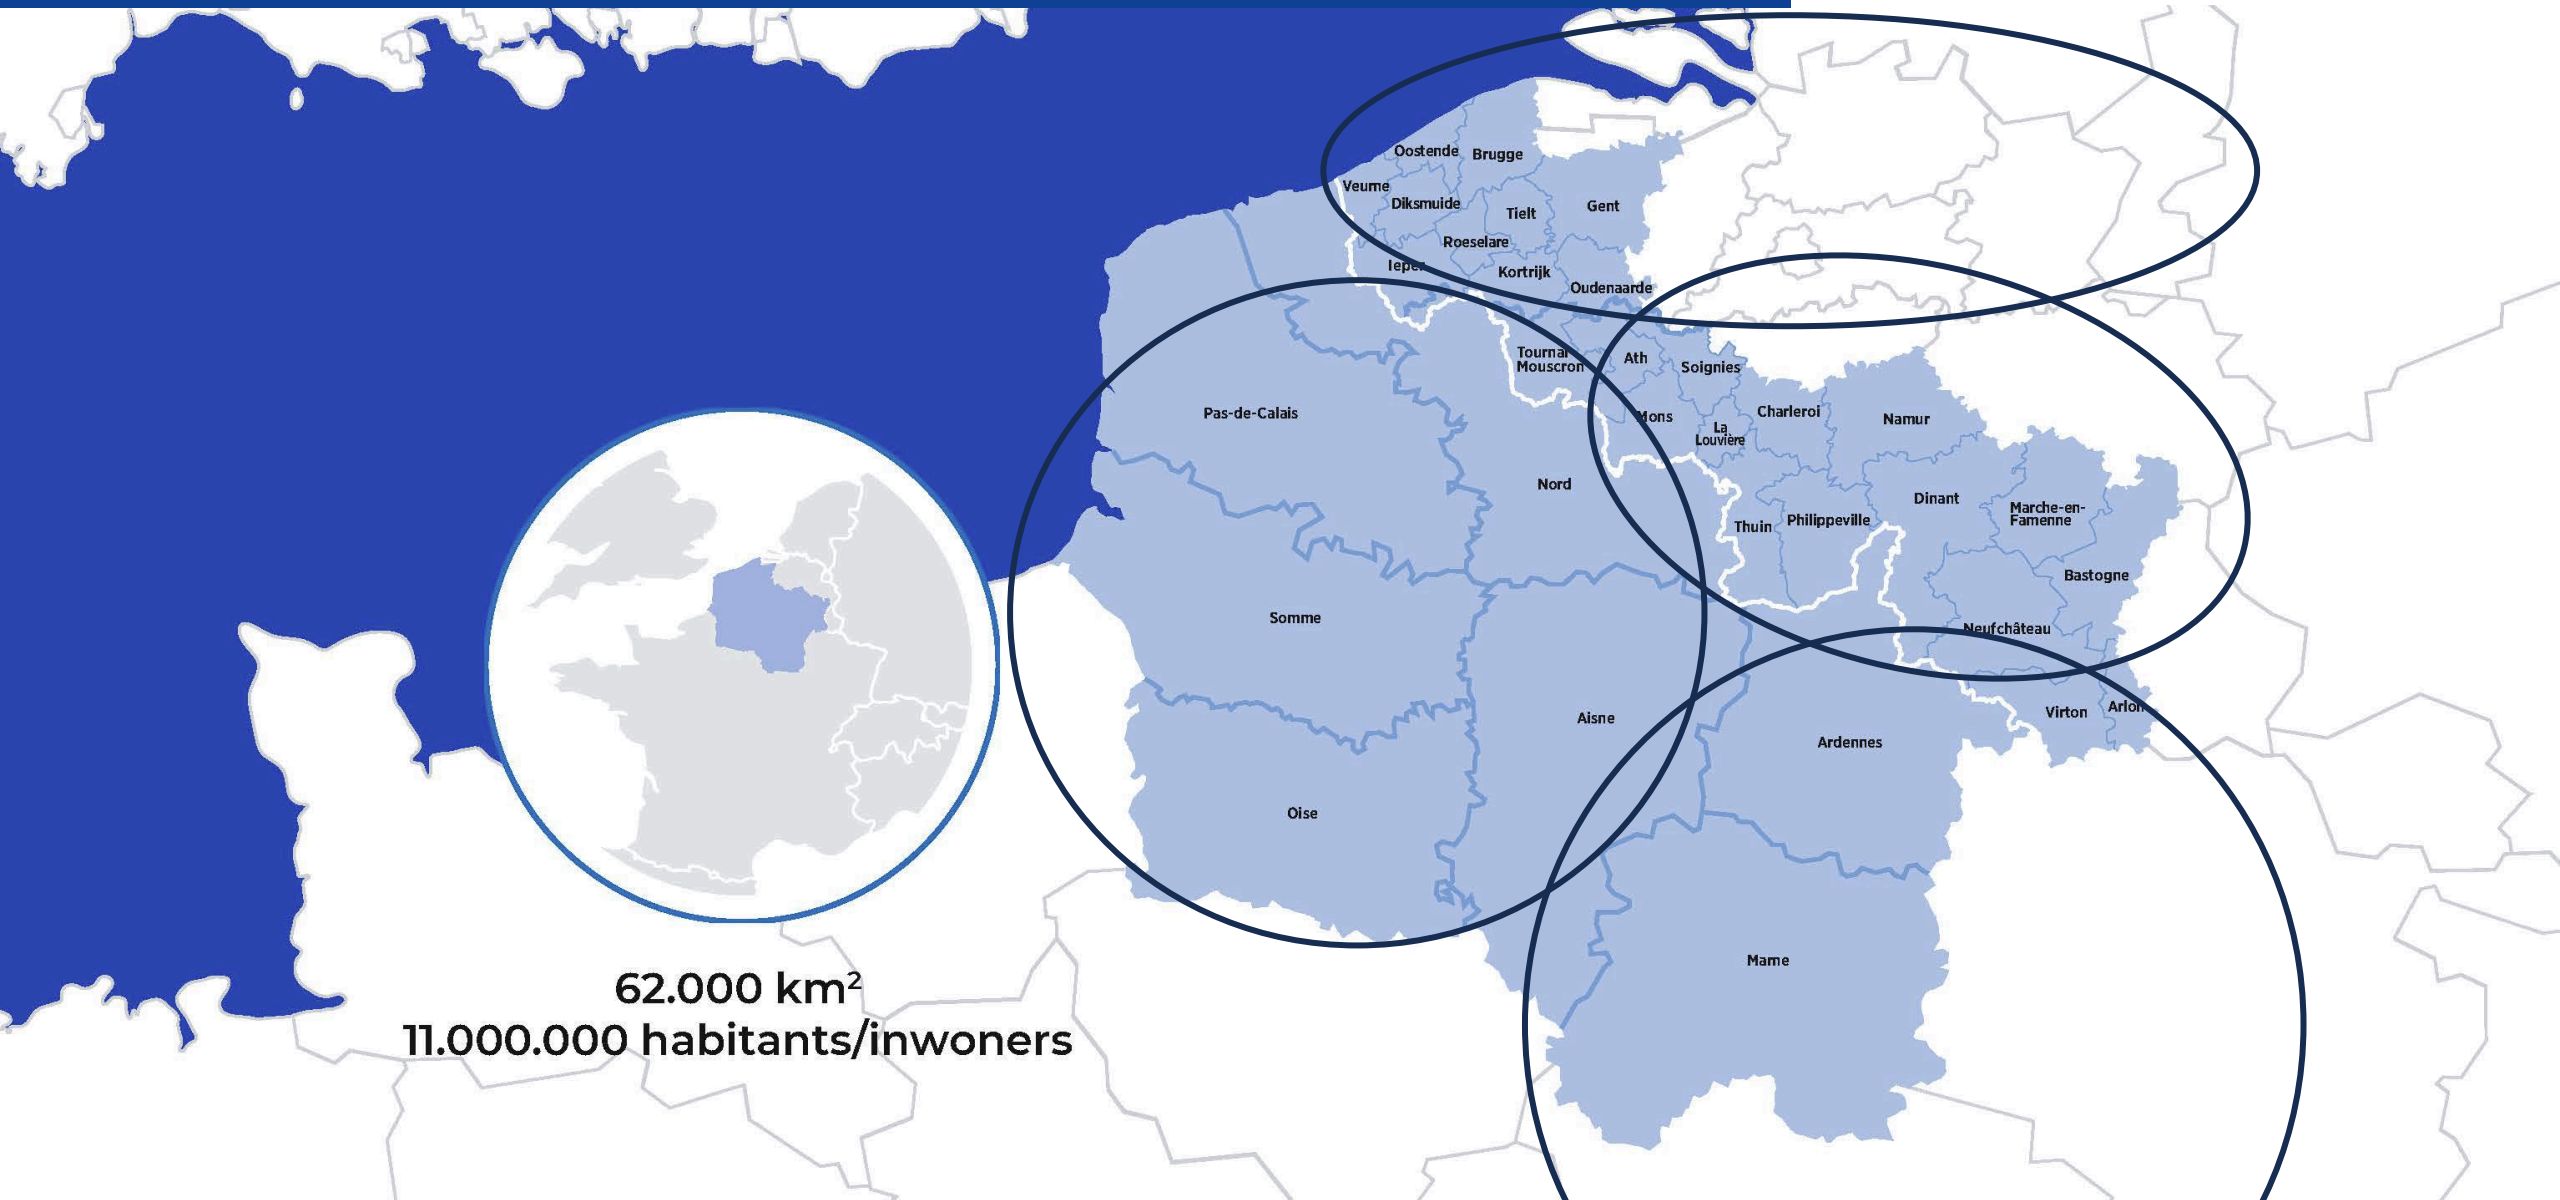 Oostende
Brugge
Veurne
Diksmuide
Tielt
Gent
Roeselare
Ieper
Kortrijk
Oudenaarde
Tournai
Mouscron
Ath
Soignies
Pas-de-Calais
Mons
La
Louvière
Charleroi
Namur
Nord
Dinant
Marche-en-
Famenne
Thuin
Philippeville
Bastogne
Somme
Neufchâteau
Aisne
Virton
Arlon
Ardennes
Oise
Marne
62.000 km²
11.000.000 habitants/inwoners